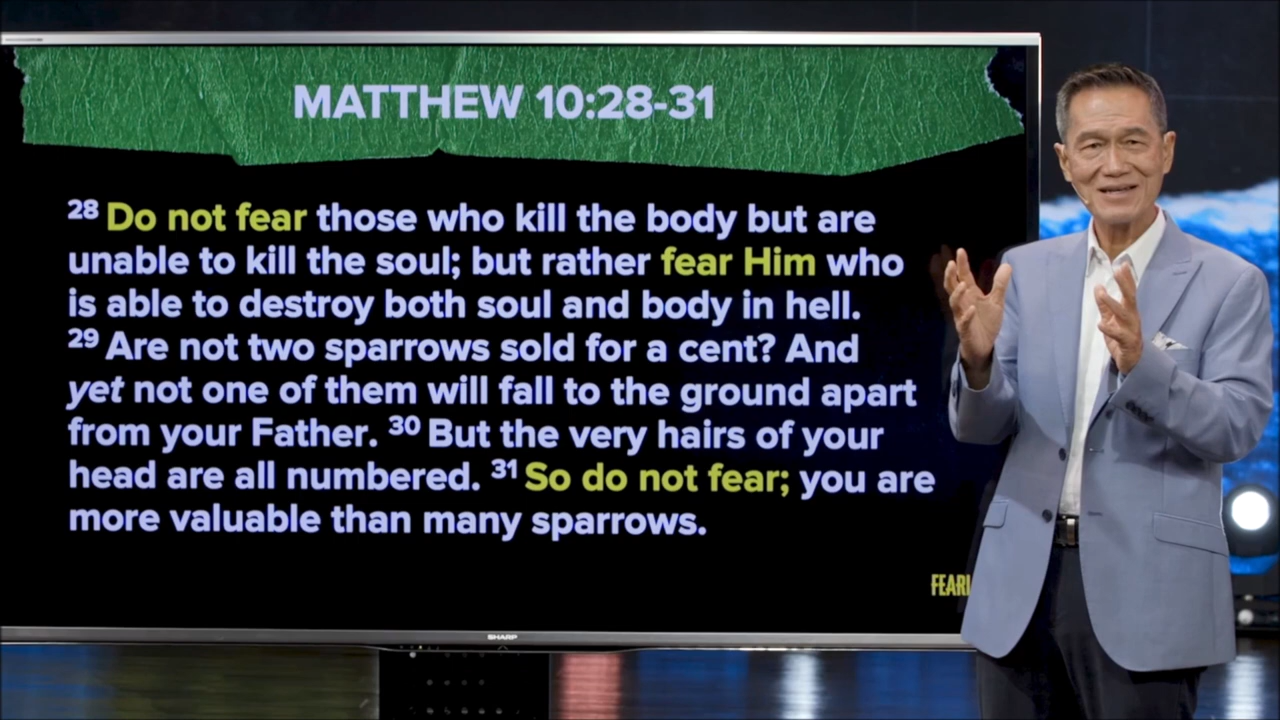 MATTHEW 10:28-31
28 Do not fear those who kill the body but are
unable to kill the soul; but rather fear Him who
is able to destroy both soul and body in hell.
29 Are not two sparrows sold for a cent? And
yet not one of them will fall to the ground apart
from your Father. 30 But the very hairs of your
head are all numbered. 31 So do not fear; you are
more valuable than many sparrows.
SHARP